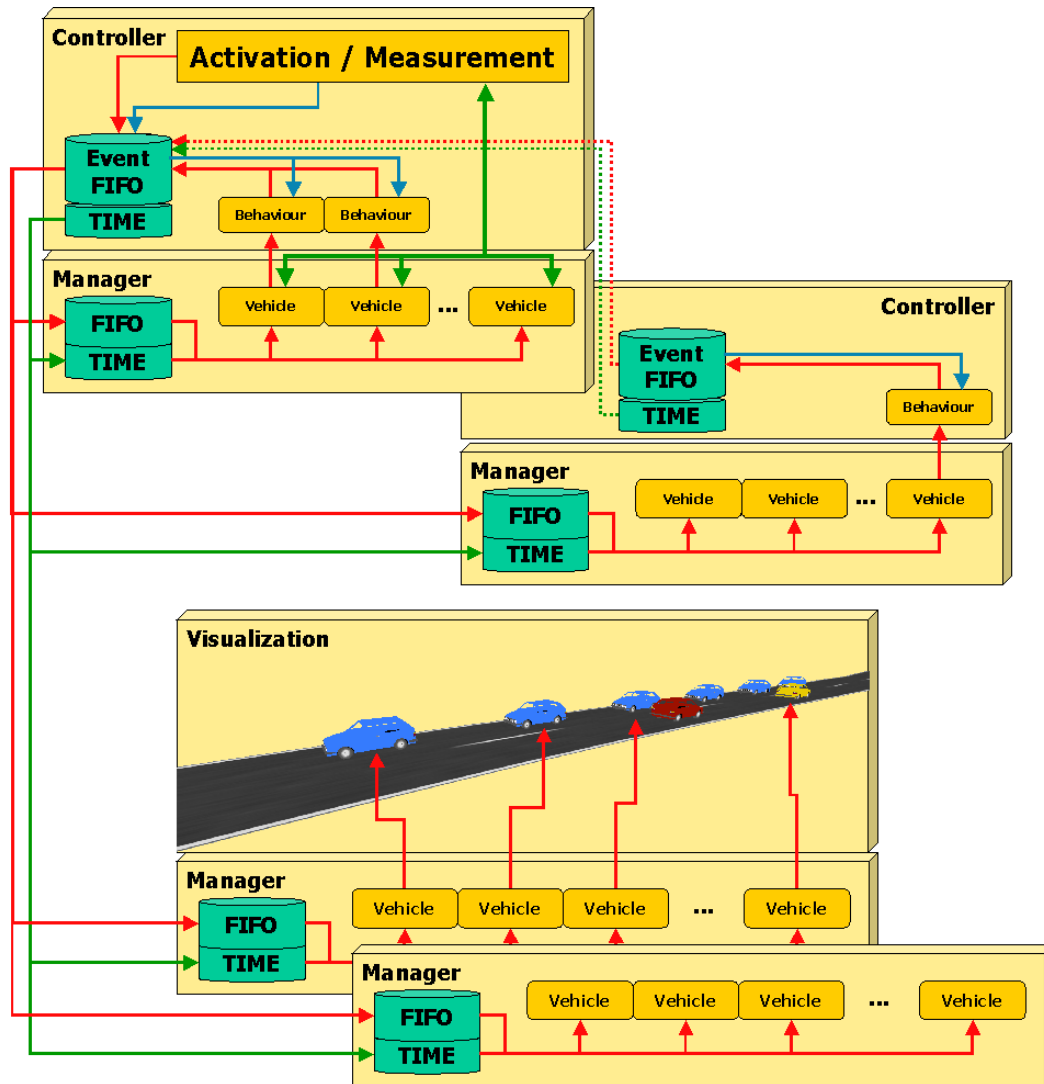 Controller
Activation / Measurement
Event
FIFO
TIME
Behaviour
Behaviour
Manager
FIFO
TIME
Vehicle
Vehicle
...
Vehicle
Controller
Event
FIFO
TIME
Behaviour
Manager
FIFO
TIME
Vehicle
Vehicle
...
Vehicle
Visualization
Manager
FIFO
TIME
Vehicle
Vehicle
Vehicle
...
Vehicle
Manager
FIFO
TIME
Vehicle
Vehicle
Vehicle
...
Vehicle